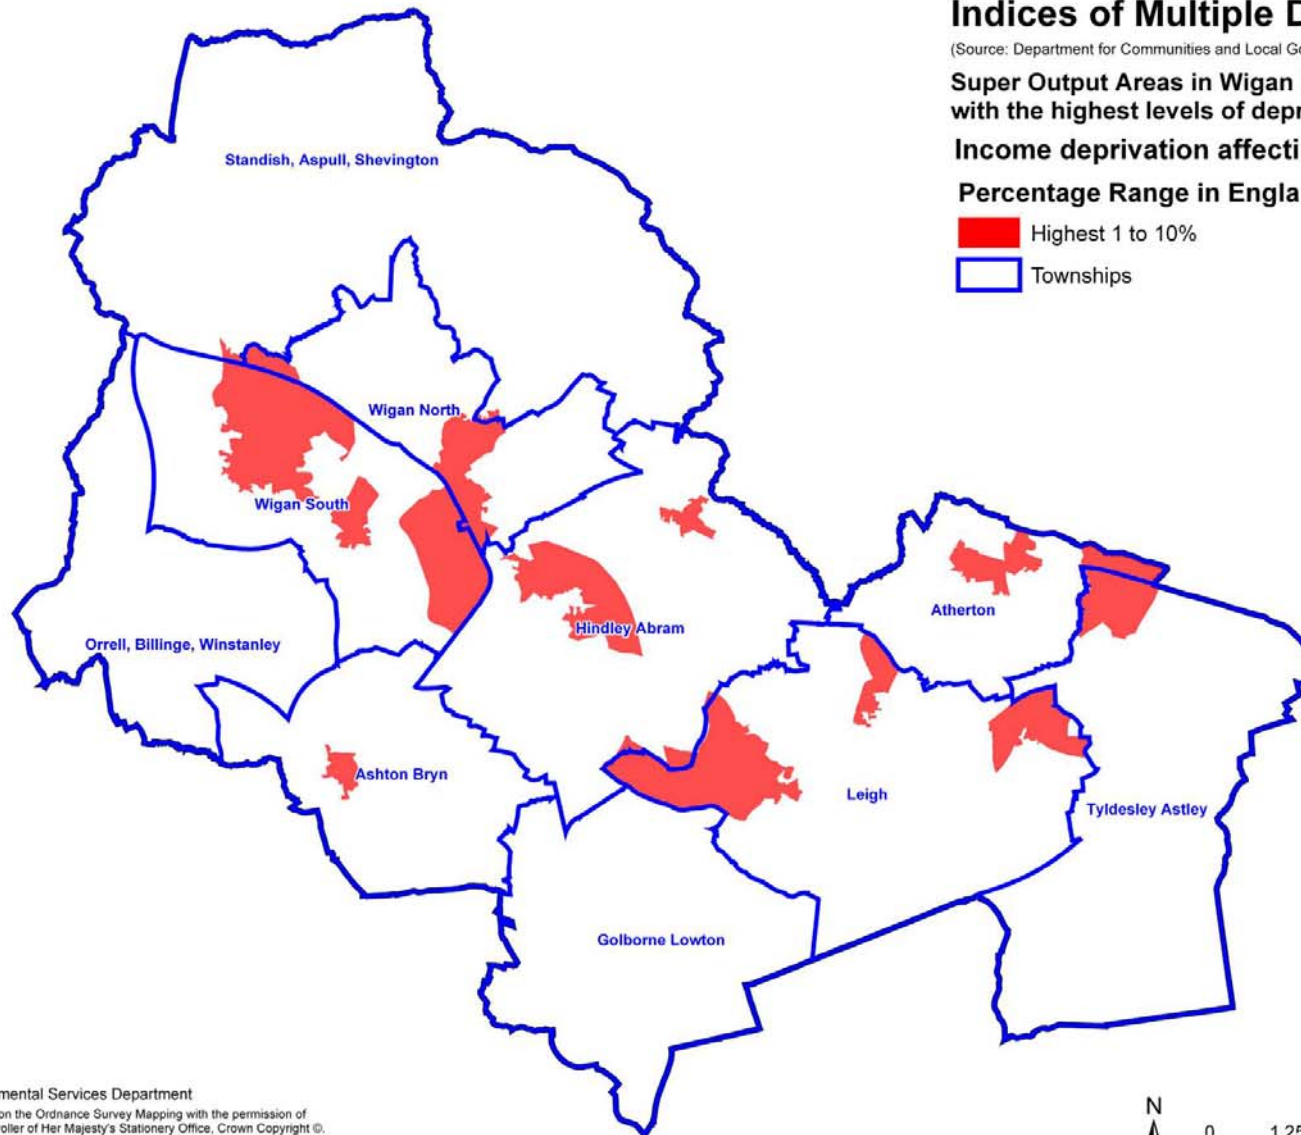 Indices of Multiple D
(Source: Department for Communities and Local Go
Super Output Areas in Wigan
with the highest levels of depr
Income deprivation affecti
Percentage Range in Engla
Highest 1 to 10%
Townships
Standish, Aspull, Shevington
Wigan North
Wigan South
Hindley Abram
Atherton
Orrell, Billinge, Winstanley
Ashton Bryn
Leigh
Tyldesley Astley
Golborne Lowton
mental Services Department
on the Ordnance Survey Mapping with the permission of
roller of Her Majesty's Stationery Office, Crown Copyright ©.
N
0 1.25